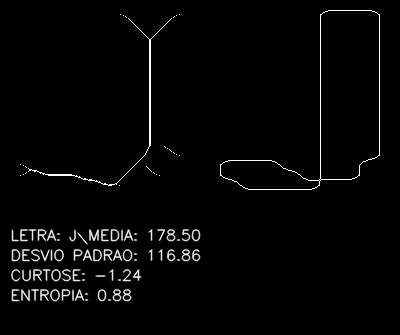 LETRA: J\MEDIA: 178.50
DESVIO PADRAO: 116.86
CURTOSE: -1.24
ENTROPIA: 0.88